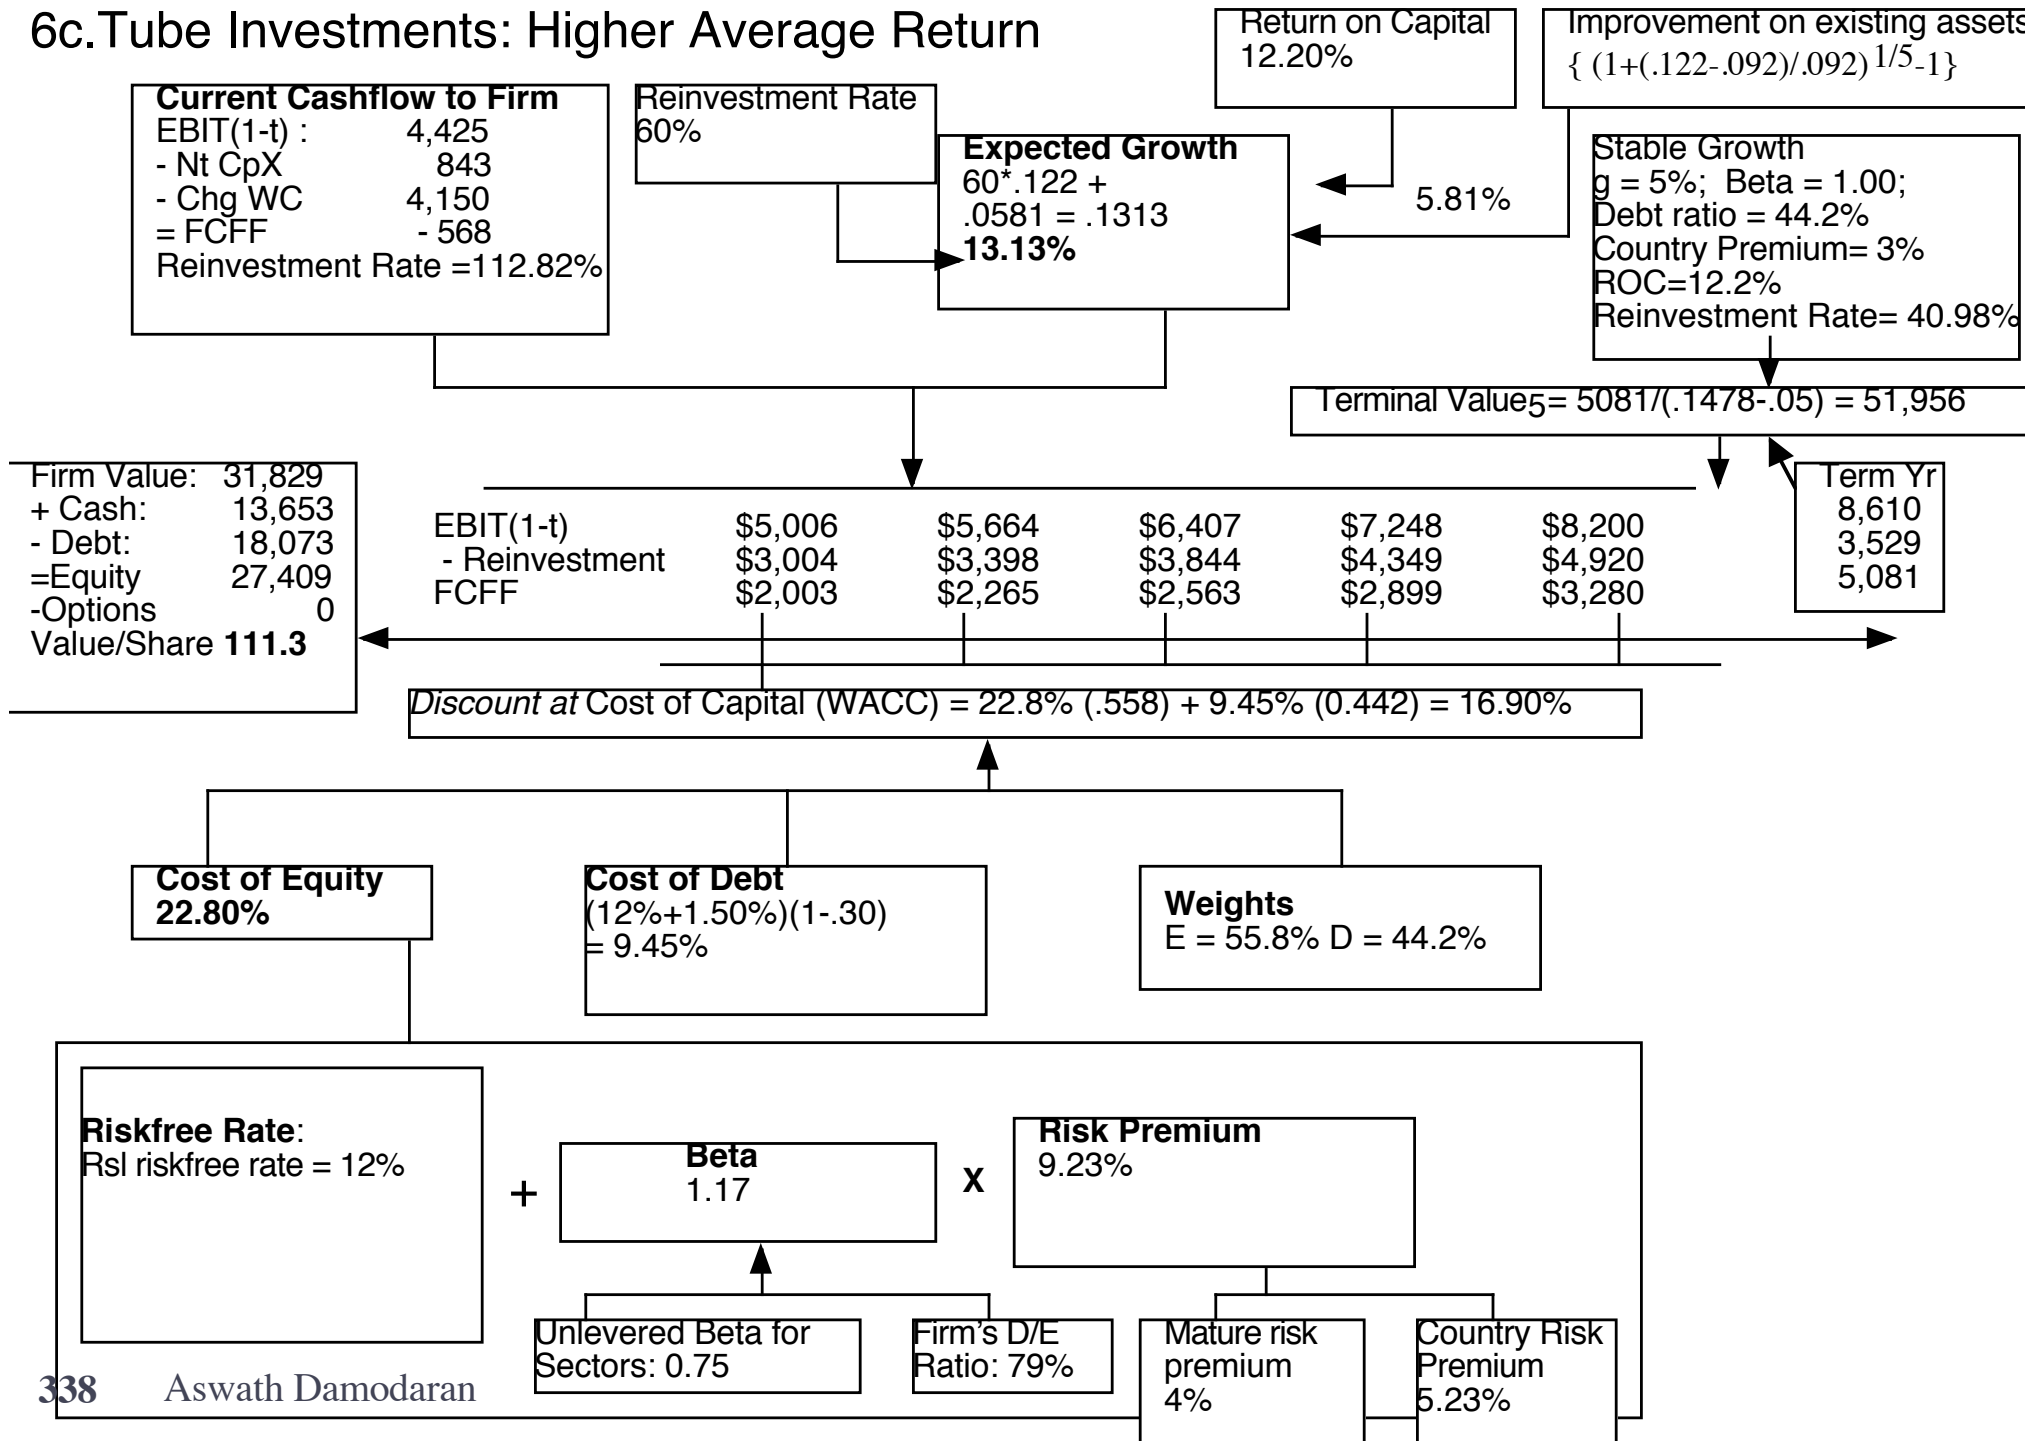 6c.Tube Investments: Higher Average Return
Return on Capital
12.20%
Improvement on existing assets
{ (1+(.122-.092)/.092)1/5-1}
Current Cashflow to Firm
EBIT(1-t) : 4,425
- Nt CpX 843
- Chg WC 4,150
= FCFF - 568
Reinvestment Rate =112.82%
Reinvestment Rate
60%
Expected Growth
60*.122 +
.0581 = .1313
13.13%
5.81%
Stable Growth
g = 5%; Beta = 1.00;
Debt ratio = 44.2%
Country Premium= 3%
ROC=12.2%
Reinvestment Rate= 40.98%
Terminal Value5= 5081/(.1478-.05) = 51,956
Firm Value: 31,829
+ Cash: 13,653
- Debt: 18,073
=Equity 27,409
-Options 0
Value/Share 111.3
EBIT(1-t) $5,006 $5,664 $6,407 $7,248 $8,200
- Reinvestment $3,004 $3,398 $3,844 $4,349 $4,920
FCFF $2,003 $2,265 $2,563 $2,899 $3,280
Term Yr
8,610
3,529
5,081
Discount at Cost of Capital (WACC) = 22.8% (.558) + 9.45% (0.442) = 16.90%
Cost of Equity
22.80%
Cost of Debt
(12%+1.50%)(1-.30)
= 9.45%
Weights
E = 55.8% D = 44.2%
Riskfree Rate:
Rsl riskfree rate = 12%
+
Beta
1.17
X
Risk Premium
9.23%
Unlevered Beta for
Sectors: 0.75
Firm's D/E
Ratio: 79%
Mature risk
premium
4%
Country Risk
Premium
5.23%
338 Aswath Damodaran